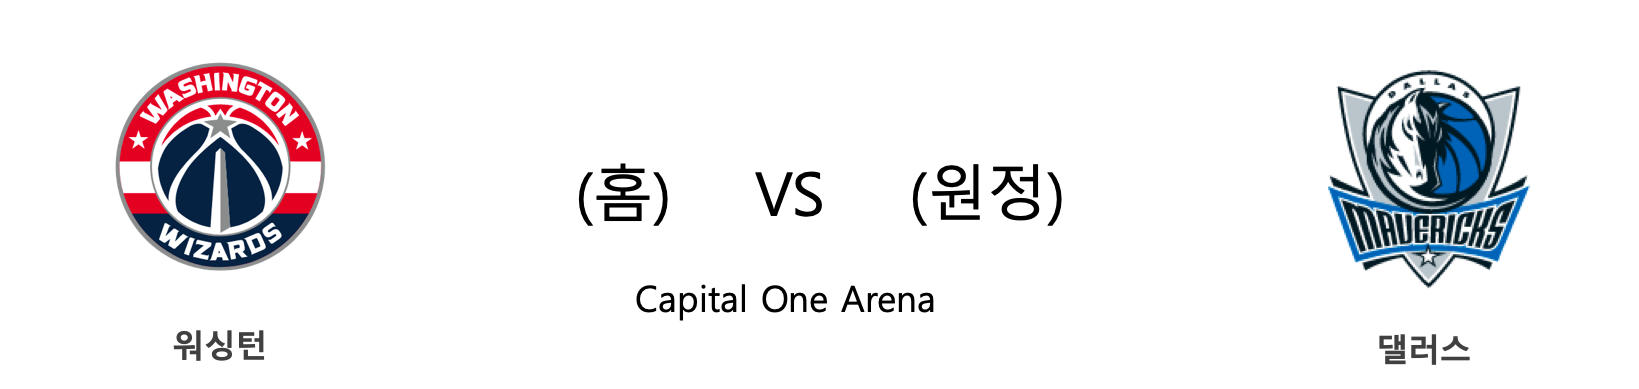 WASHINGTON
WIZARDS
워싱턴
(홈) VS (원정)
Capital One Arena
DALLAS
MAVERICKS
댈러스